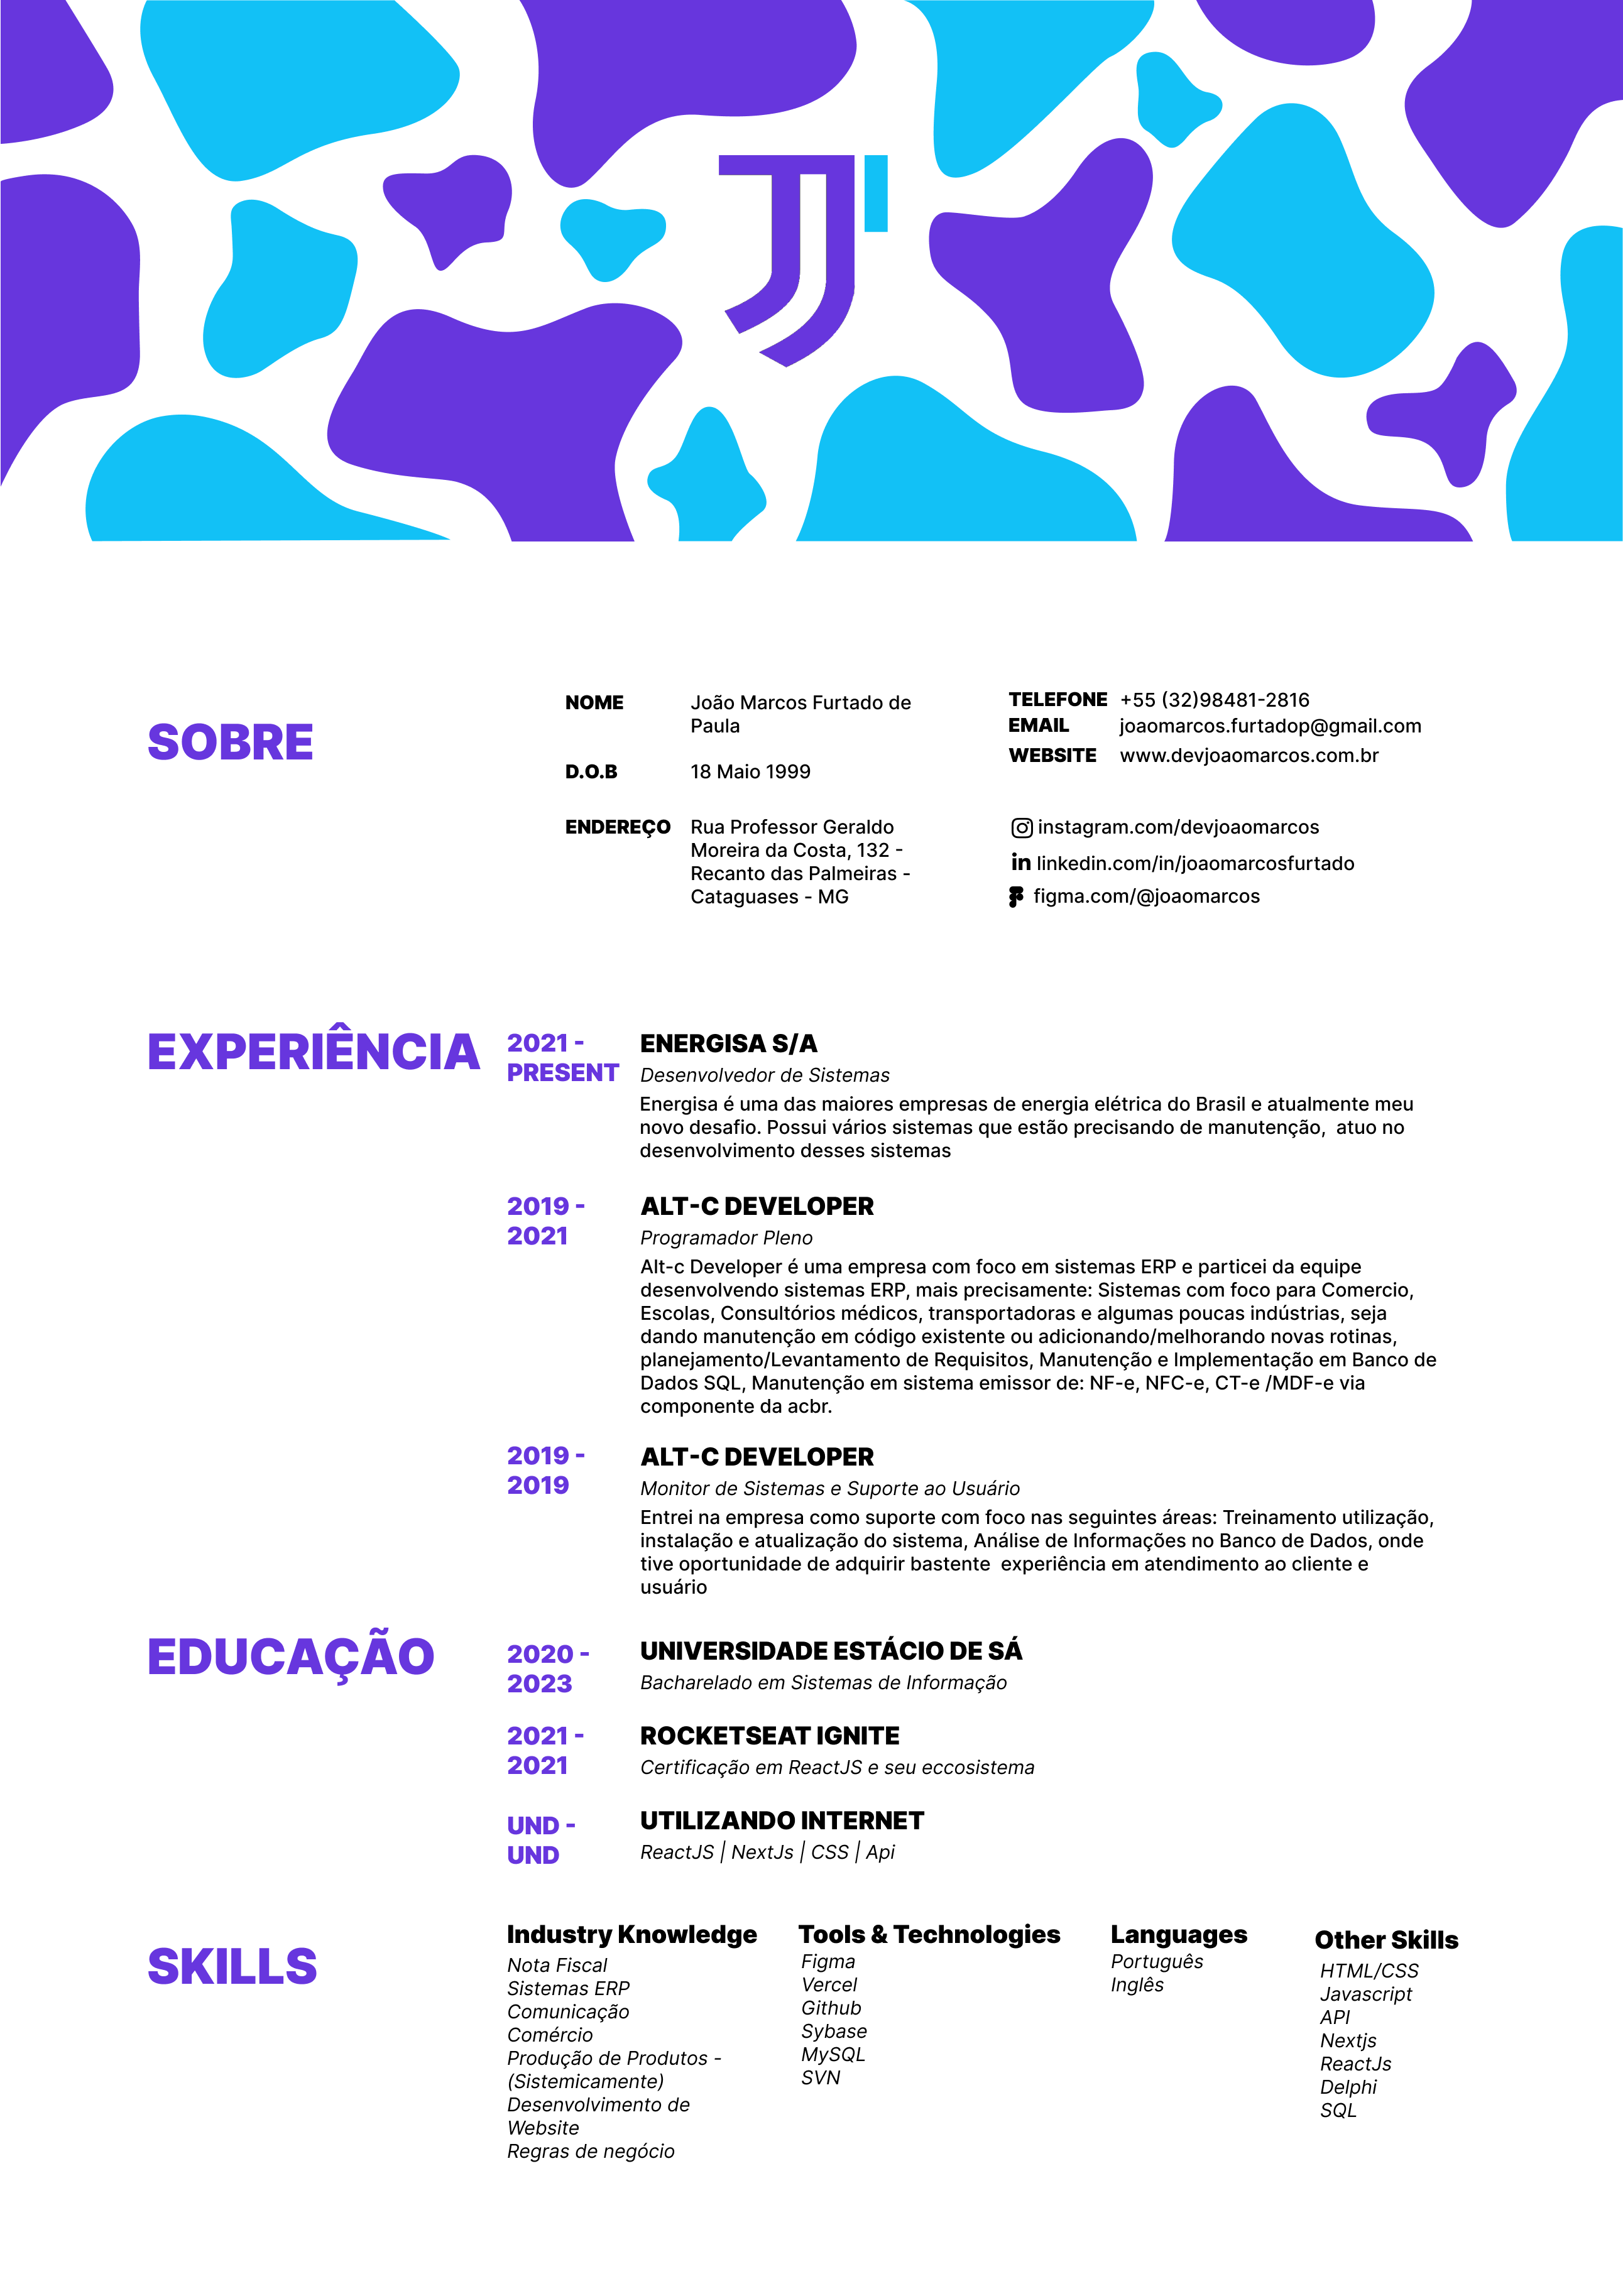 SOBRE
NOME
João Marcos Furtado de
Paula
D.O.B
18 Maio 1999
ENDEREÇO
Rua Professor Geraldo
Moreira da Costa, 132 -
Recanto das Palmeiras -
Cataguases - MG
TELEFONE +55 (32)98481-2816
EMAIL joaomarcos.furtadop@gmail.com
WEBSITE www.devjoaomarcos.com.br
instagram.com/devjoaomarcos
in linkedin.com/in/joaomarcosfurtado
figma.com/@joaomarcos
EXPERIÊNCIA
2021 -
PRESENT
ENERGISA S/A
Desenvolvedor de Sistemas
Energisa é uma das maiores empresas de energia elétrica do Brasil e atualmente meu
novo desafio. Possui vários sistemas que estão precisando de manutenção,  atuo no
desenvolvimento desses sistemas
2019 -
2021
ALT-C DEVELOPER
Programador Pleno
Alt-c Developer é uma empresa com foco em sistemas ERP e particei da equipe
desenvolvendo sistemas ERP, mais precisamente: Sistemas com foco para Comercio,
Escolas, Consultórios médicos, transportadoras e algumas poucas indústrias, seja
dando manutenção em código existente ou adicionando/melhorando novas rotinas,
planejamento/Levantamento de Requisitos, Manutenção e Implementação em Banco de
Dados SQL, Manutenção em sistema emissor de: NF-e, NFC-e, CT-e /MDF-e via
componente da acbr.
2019 -
2019
ALT-C DEVELOPER
Monitor de Sistemas e Suporte ao Usuário
Entrei na empresa como suporte com foco nas seguintes áreas: Treinamento utilização,
instalação e atualização do sistema, Análise de Informações no Banco de Dados, onde
tive oportunidade de adquirir bastente  experiência em atendimento ao cliente e
usuário
EDUCAÇÃO
2020 -
2023
UNIVERSIDADE ESTÁCIO DE SÁ
Bacharelado em Sistemas de Informação
2021 -
2021
ROCKETSEAT IGNITE
Certificação em ReactJS e seu eccosistema
UND -
UND
UTILIZANDO INTERNET
ReactJS | NextJs | CSS | Api
SKILLS
Industry Knowledge
Nota Fiscal
Sistemas ERP
Comunicação
Comércio
Produção de Produtos -
(Sistemicamente)
Desenvolvimento de
Website
Regras de negócio
Tools & Technologies
Figma
Vercel
Github
Sybase
MySQL
SVN
Languages
Português
Inglês
Other Skills
HTML/CSS
Javascript
API
Nextjs
ReactJs
Delphi
SQL